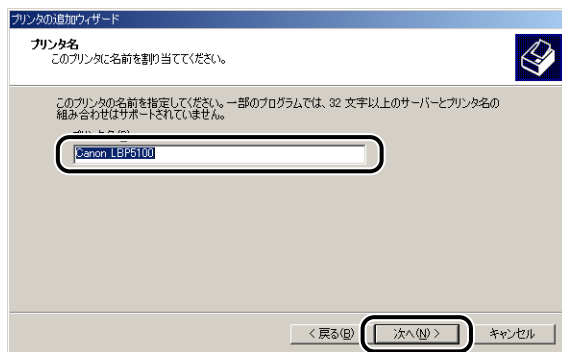 プリンタの追加ウィザード
プリンタ名
このプリンタに名前を割り当ててください。
このプリンタの名前を指定してください。一部のプログラムでは、32 文字以上のサーバーとプリンタ名の
組み合わせはサポートされていません。
Canon LBP5100
< 戻る(B)
次へ(N) >
キャンセル